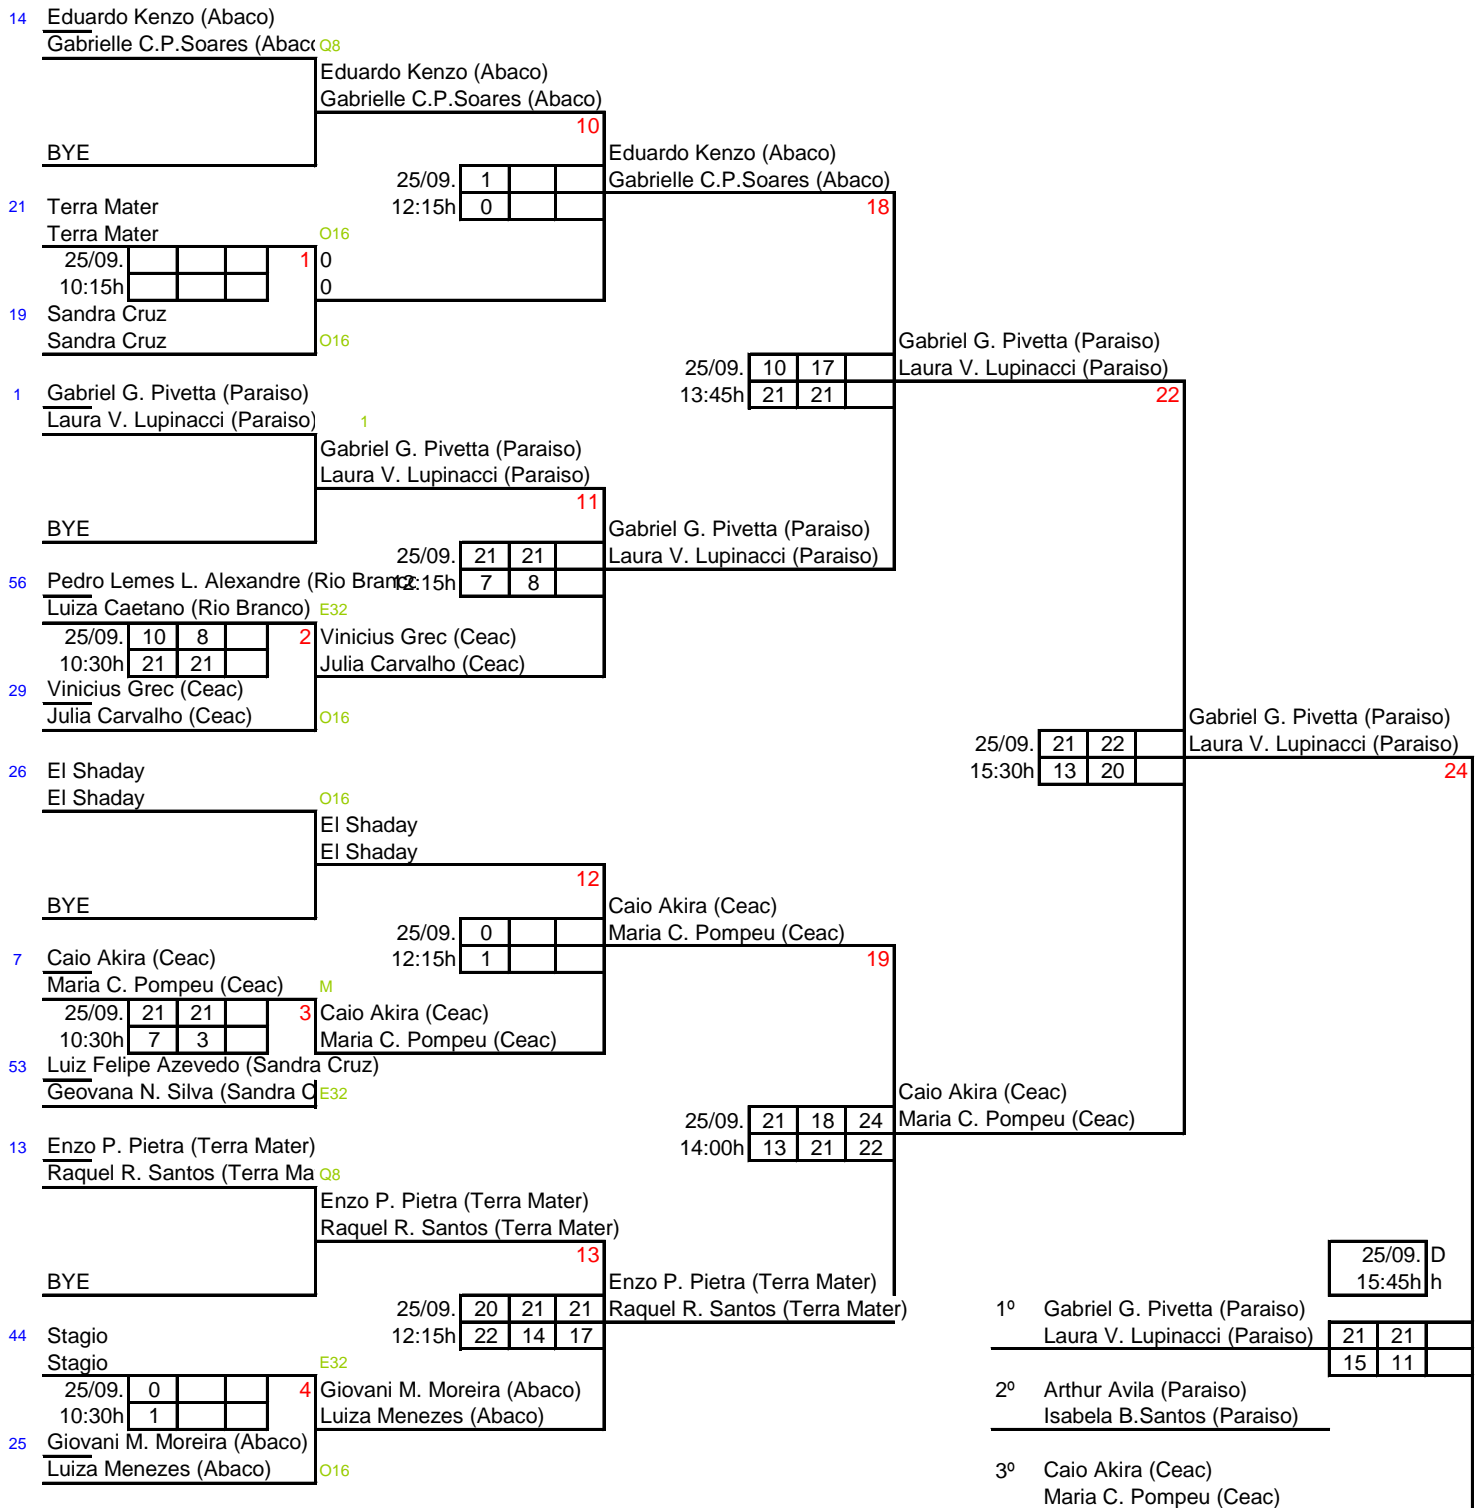 14 Eduardo Kenzo (Abaco)
Gabrielle C.P.Soares (Abaco Q8
Eduardo Kenzo (Abaco)
Gabrielle C.P.Soares (Abaco)
10
BYE Eduardo Kenzo (Abaco)
25/09. 1 Gabrielle C.P.Soares (Abaco)
21 Terra Mater 12:15h 0 18
Terra Mater O16
25/09. 1 0
10:15h 0
19 Sandra Cruz
Sandra Cruz O16 Gabriel G. Pivetta (Paraiso)
25/09. 10 17 Laura V. Lupinacci (Paraiso)
1 Gabriel G. Pivetta (Paraiso) 13:45h 21 21 22
Laura V. Lupinacci (Paraiso) 1
Gabriel G. Pivetta (Paraiso)
Laura V. Lupinacci (Paraiso)
11
BYE Gabriel G. Pivetta (Paraiso)
25/09. 21 21 Laura V. Lupinacci (Paraiso)
56 Pedro Lemes L. Alexandre (Rio Branco 12:15h 7 8
Luiza Caetano (Rio Branco) E32
25/09. 10 8 2 Vinicius Grec (Ceac)
10:30h 21 21 Julia Carvalho (Ceac)
29 Vinicius Grec (Ceac)
Julia Carvalho (Ceac) O16 Gabriel G. Pivetta (Paraiso)
25/09. 21 22 Laura V. Lupinacci (Paraiso)
26 El Shaday 15:30h 13 20 24
El Shaday O16
El Shaday
El Shaday
12
BYE Caio Akira (Ceac)
25/09. 0 Maria C. Pompeu (Ceac)
7 Caio Akira (Ceac) 12:15h 1 19
Maria C. Pompeu (Ceac) M
25/09. 21 21 3 Caio Akira (Ceac)
10:30h 7 3 Maria C. Pompeu (Ceac)
53 Luiz Felipe Azevedo (Sandra Cruz)
Geovana N. Silva (Sandra C E32 Caio Akira (Ceac)
25/09. 21 18 24 Maria C. Pompeu (Ceac)
13 Enzo P. Pietra (Terra Mater) 14:00h 13 21 22
Raquel R. Santos (Terra Ma Q8
Enzo P. Pietra (Terra Mater)
Raquel R. Santos (Terra Mater)
13 25/09. D
BYE Enzo P. Pietra (Terra Mater) 15:45h h
25/09. 20 21 21 Raquel R. Santos (Terra Mater) 1º Gabriel G. Pivetta (Paraiso)
44 Stagio 12:15h 22 14 17 Laura V. Lupinacci (Paraiso) 21 21
Stagio E32 15 11
25/09. 0 4 Giovani M. Moreira (Abaco) 2º Arthur Avila (Paraiso)
10:30h 1 Luiza Menezes (Abaco) Isabela B.Santos (Paraiso)
25 Giovani M. Moreira (Abaco)
Luiza Menezes (Abaco) O16 3º Caio Akira (Ceac)
Maria C. Pompeu (Ceac)